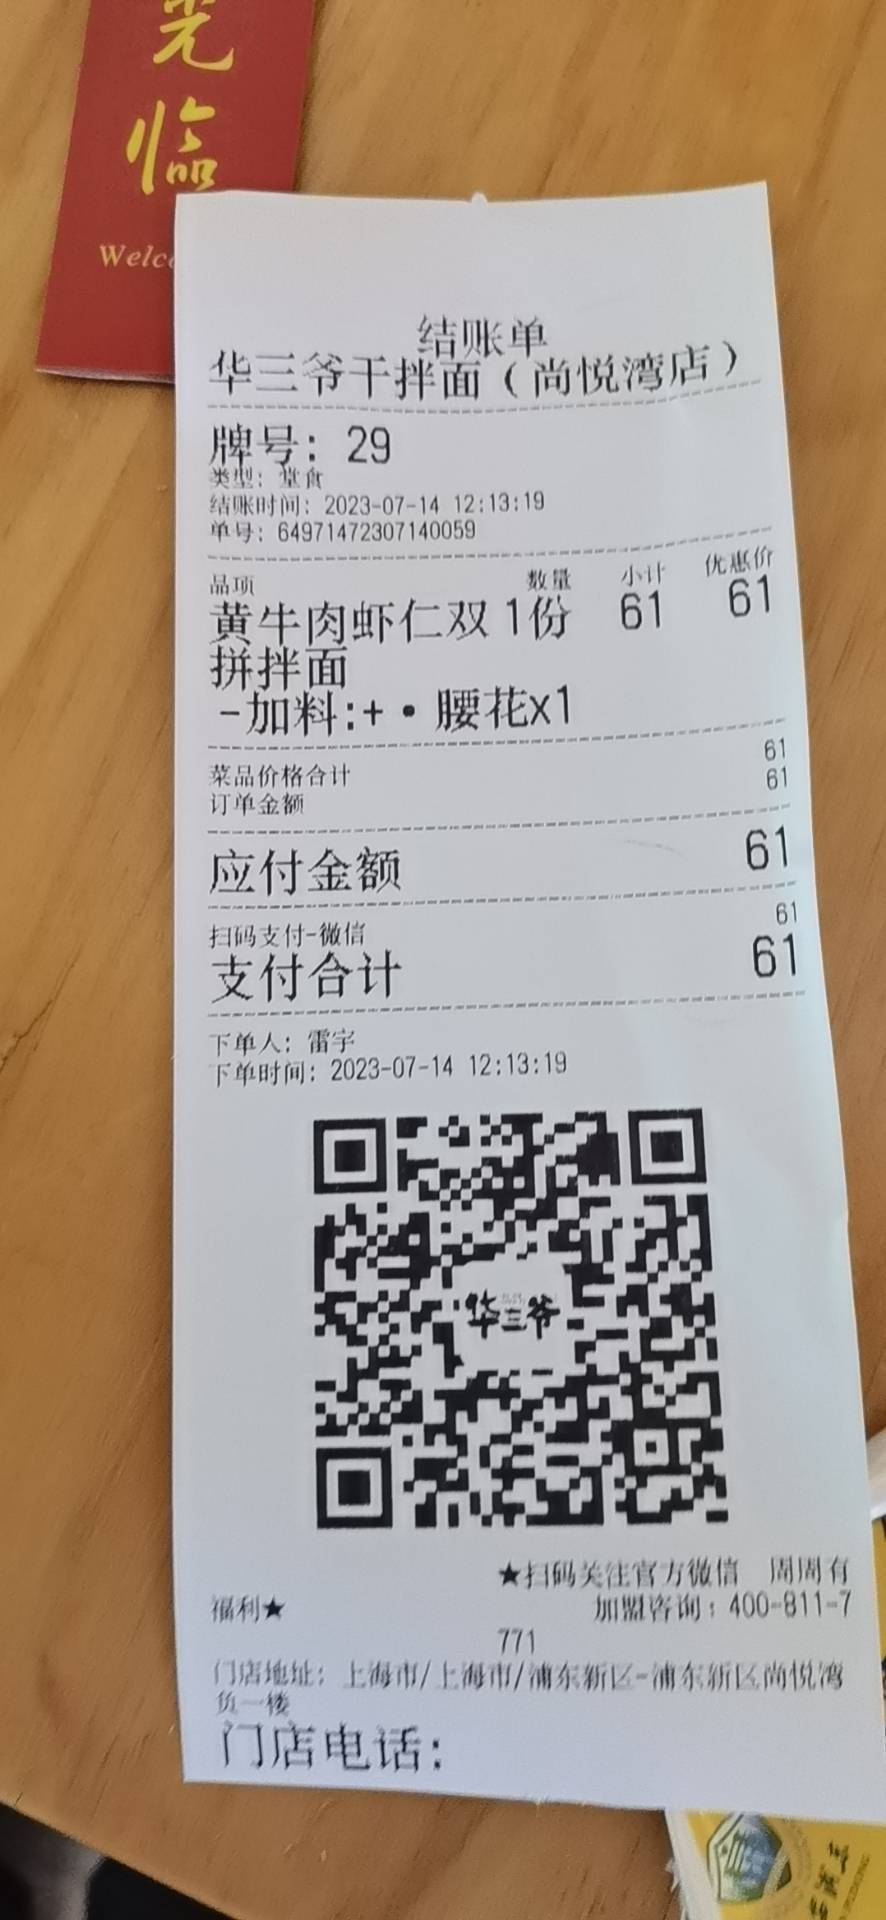 光
临
Welco
结账单
华三爷干拌面（尚悦湾店）
牌号：29
类型：堂食
结账时间：2023-07-14 12:13:19
单号：64971472307140059
品项 数量 小计 优惠价
黄牛肉虾仁双 1份 61 61
拼拌面
-加料:+·腰花x1
菜品价格合计 61
订单金额 61
应付金额 61
扫码支付-微信 61
支付合计 61
下单人：雷宇
下单时间：2023-07-14 12:13:19
华三爷
★扫码关注官方微信 周周有
福利★ 加盟咨询：400-811-7
771
门店地址：上海市/上海市/浦东新区-浦东新区尚悦湾
负一楼
门店电话：